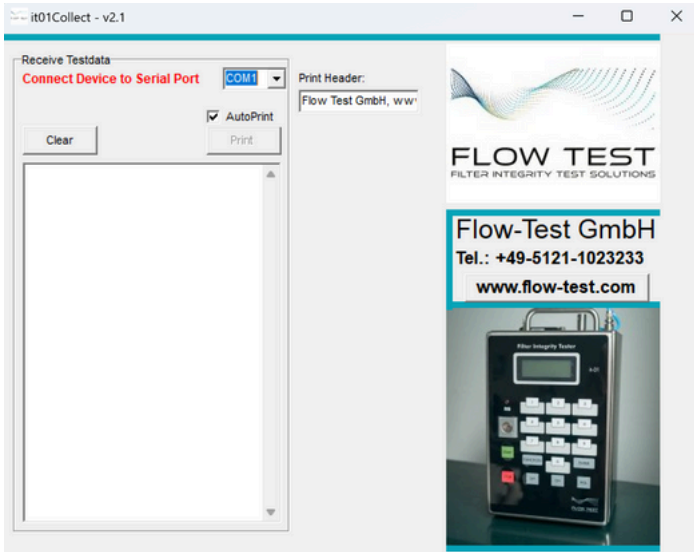 it01Collect - v2.1
Receive Testdata
Connect Device to Serial Port
COM1
Print Header:
Flow Test GmbH, ww
AutoPrint
Clear
Print
FLOW TEST
FILTER INTEGRITY TEST SOLUTIONS
Flow-Test GmbH
Tel.: +49-5121-1023233
www.flow-test.com
Filter Integrity Tester
FLOW TEST